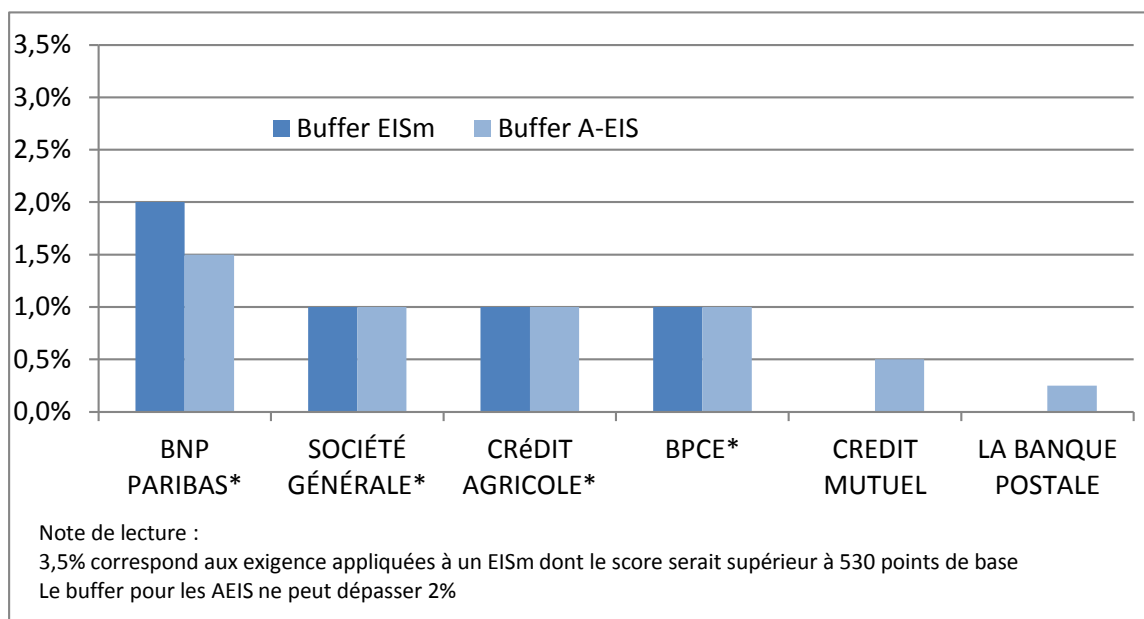 3,5%
3,0%
Buffer EISm Buffer A-EIS
2,5%
2,0%
1,5%
1,0%
0,5%
0,0%
BNP PARIBAS*
SOCIÉTÉ GÉNÉRALE*
CRéDIT AGRICOLE*
BPCE*
CREDIT MUTUEL
LA BANQUE POSTALE
Note de lecture :
3,5% correspond aux exigence appliquées à un EISm dont le score serait supérieur à 530 points de base
Le buffer pour les AEIS ne peut dépasser 2%